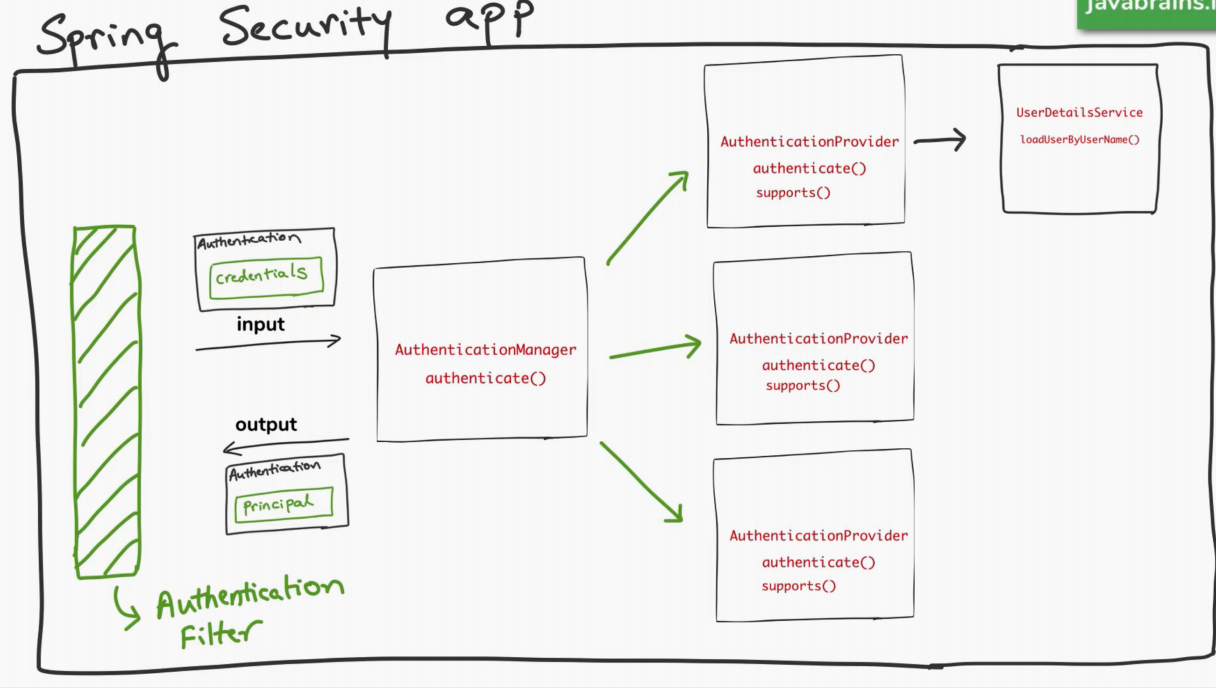 Spring Security app
javabrains.i
Authentication
credentials
input
output
Authentication
principal
Authentication
Filter
AuthenticationManager
authenticate()
AuthenticationProvider
authenticate()
supports()
AuthenticationProvider
authenticate()
supports()
AuthenticationProvider
authenticate()
supports()
UserDetailsService
loadUserByUserName()